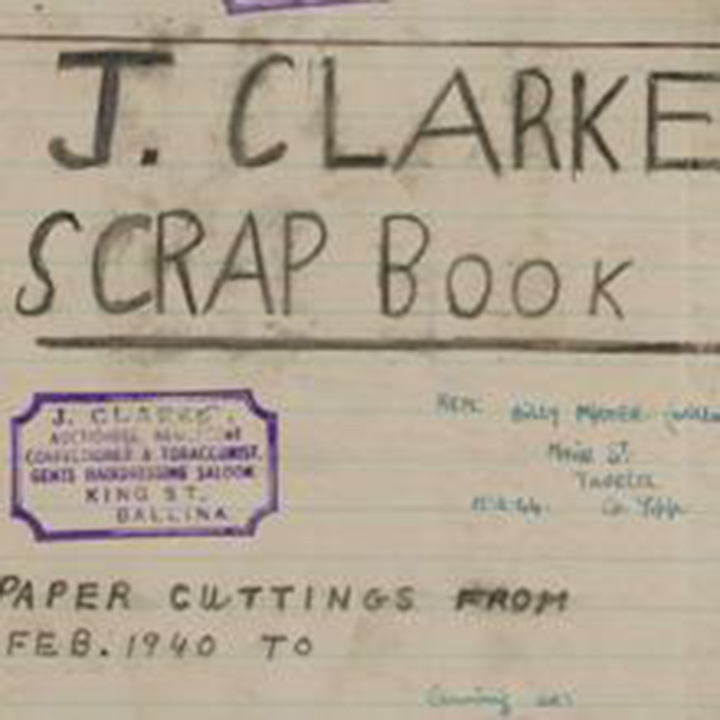 J. CLARKE
SCRAP BOOK
J. CLARKE.
CONFECTIONER & TOBACCONIST,
GENTS HAIRDRESSING SALOON
KING ST.
BALLINA
Billy
Main St.
PAPER CUTTINGS FROM
FEB. 1940 TO